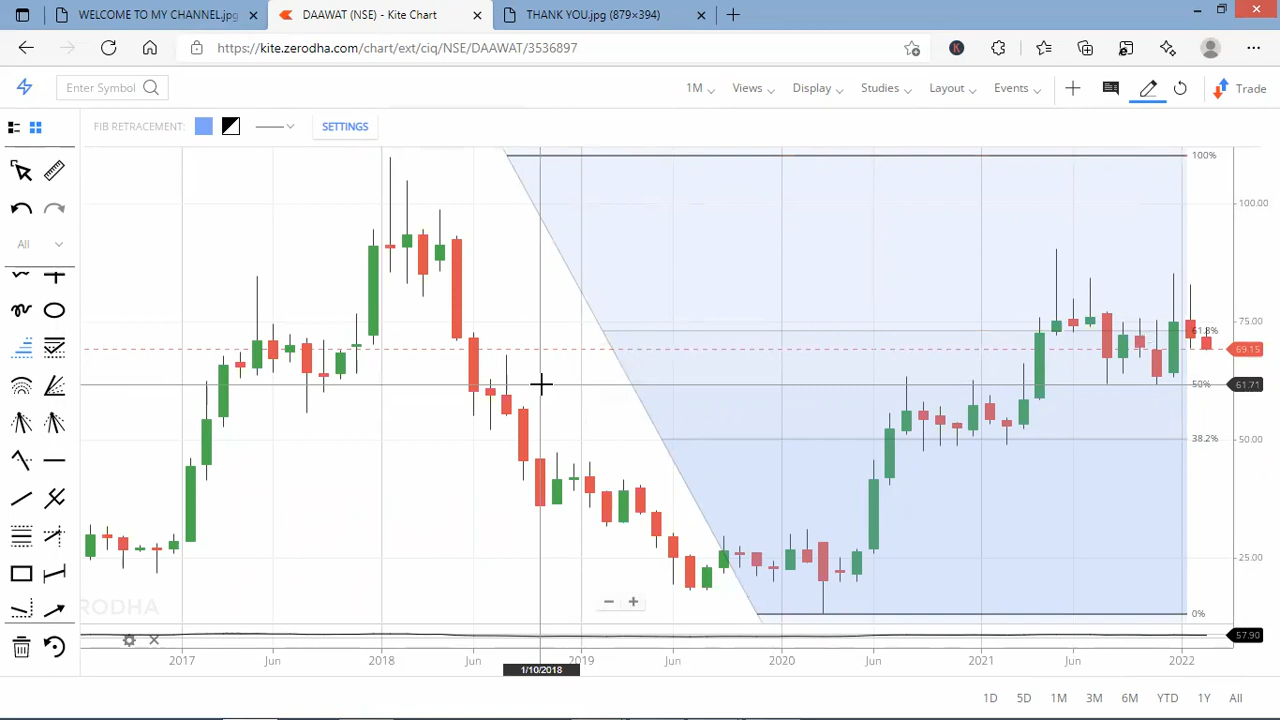 WELCOME TO MY CHANNEL.jpg
DAAWAT (NSE) - Kite Chart
THANK YOU.jpg (879×394)
https://kite.zerodha.com/chart/ext/ciq/NSE/DAAWAT/3536897
K
Enter Symbol
1M Views Display Studies Layout Events Trade
FIB RETRACEMENT: SETTINGS
100%
100.00
All
75.00
61.8%
69.15
50% 61.71
50.00
38.2%
25.00
RODHA
0%
57.90
2017 Jun 2018 Jun 2019 Jun 2020 Jun 2021 Jun 2022
1/10/2018
1D 5D 1M 3M 6M YTD 1Y All